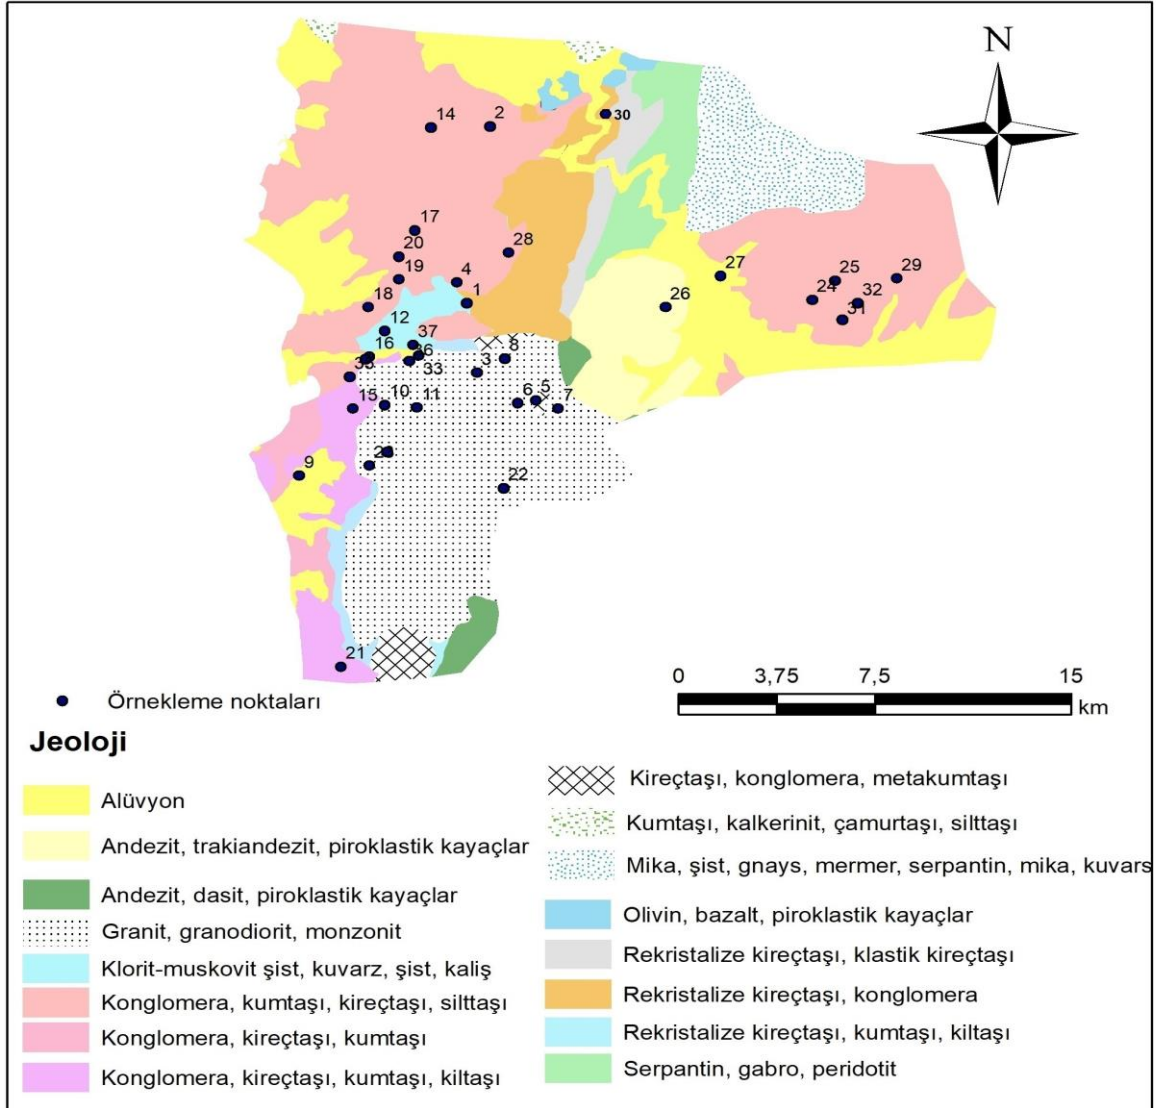 N
14
2
30
17
20
28
19
4
18
1
12
37
16
36
33
8
3
27
26
25
29
24
32
31
15
10
11
6
5
7
9
22
21
0
3,75
7,5
15
km
Örnekleme noktaları
Jeoloji
Alüvyon
Andezit, trakiandezit, piroklastik kayaçlar
Andezit, dasit, piroklastik kayaçlar
Granit, granodiorit, monzonit
Klorit-muskovit şist, kuvarz, şist, kaliş
Konglomera, kumtaşı, kireçtaşı, silttaşı
Konglomera, kireçtaşı, kumtaşı
Konglomera, kireçtaşı, kumtaşı, kiltaşı
Kireçtaşı, konglomera, metakumtaşı
Kumtaşı, kalkerinit, çamurtaşı, silttaşı
Mika, şist, gnays, mermer, serpantin, mika, kuvars
Olivin, bazalt, piroklastik kayaçlar
Rekristalize kireçtaşı, klastik kireçtaşı
Rekristalize kireçtaşı, konglomera
Rekristalize kireçtaşı, kumtaşı, kiltaşı
Serpantin, gabro, peridotit